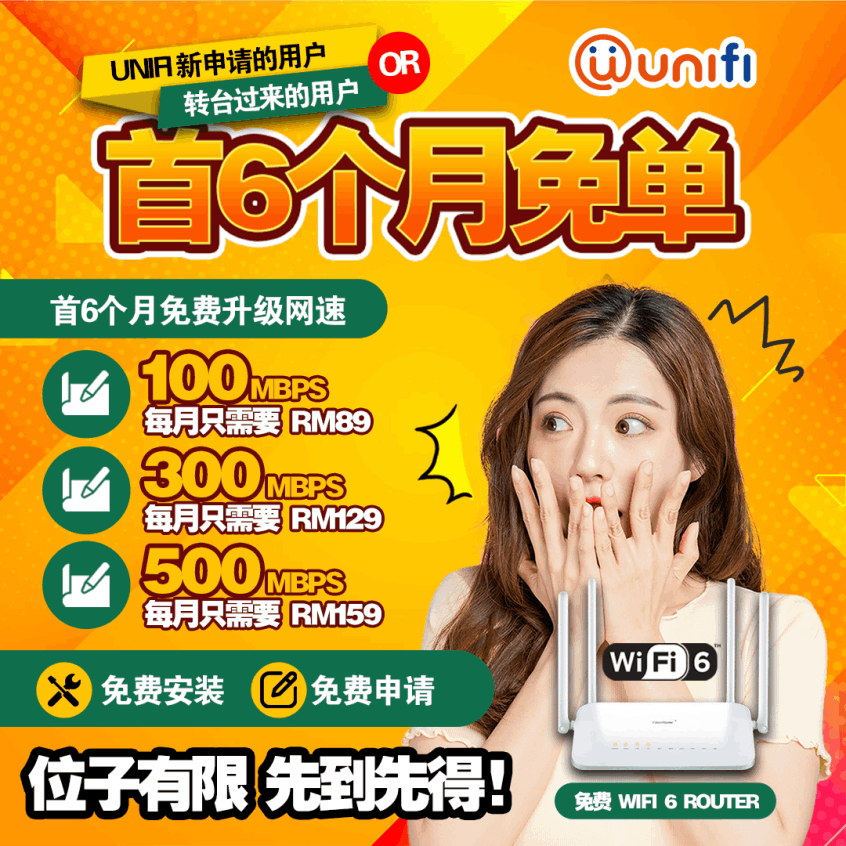 UNIFI 新申请的用户
OR
转台过来的用户
unifi
首6个月免单
首6个月免费升级网速
100MBPS
每月只需要 RM89
300MBPS
每月只需要 RM129
500MBPS
每月只需要 RM159
免费安装 免费申请
位子有限 先到先得!
Wi Fi 6
免费 WIFI 6 ROUTER